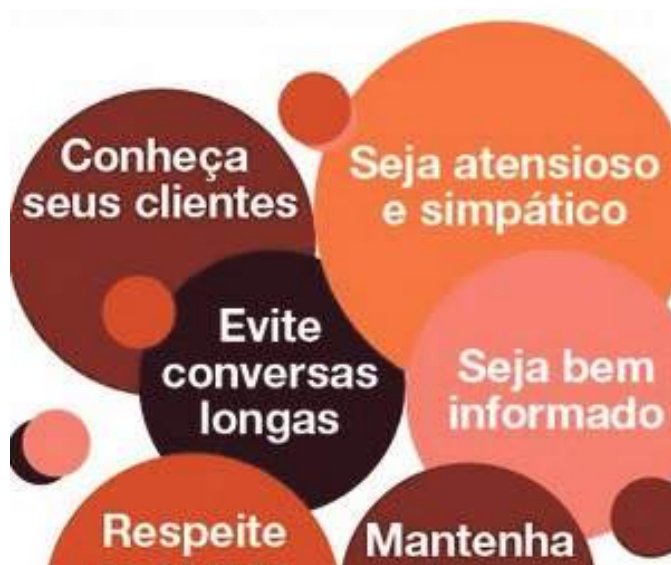 Conheça
seus clientes
Seja atensioso
e simpático
Evite
conversas
longas
Seja bem
informado
Respeite
Mantenha